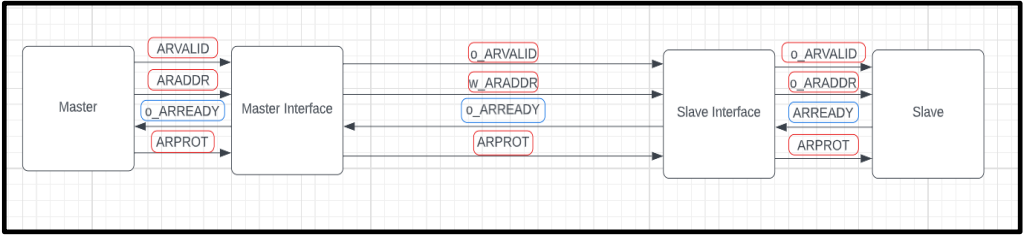 Master
ARVALID
ARADDR
o_ARREADY
ARPROT
Master Interface
o_ARVALID
w_ARADDR
o_ARREADY
ARPROT
Slave Interface
o_ARVALID
o_ARADDR
ARREADY
ARPROT
Slave